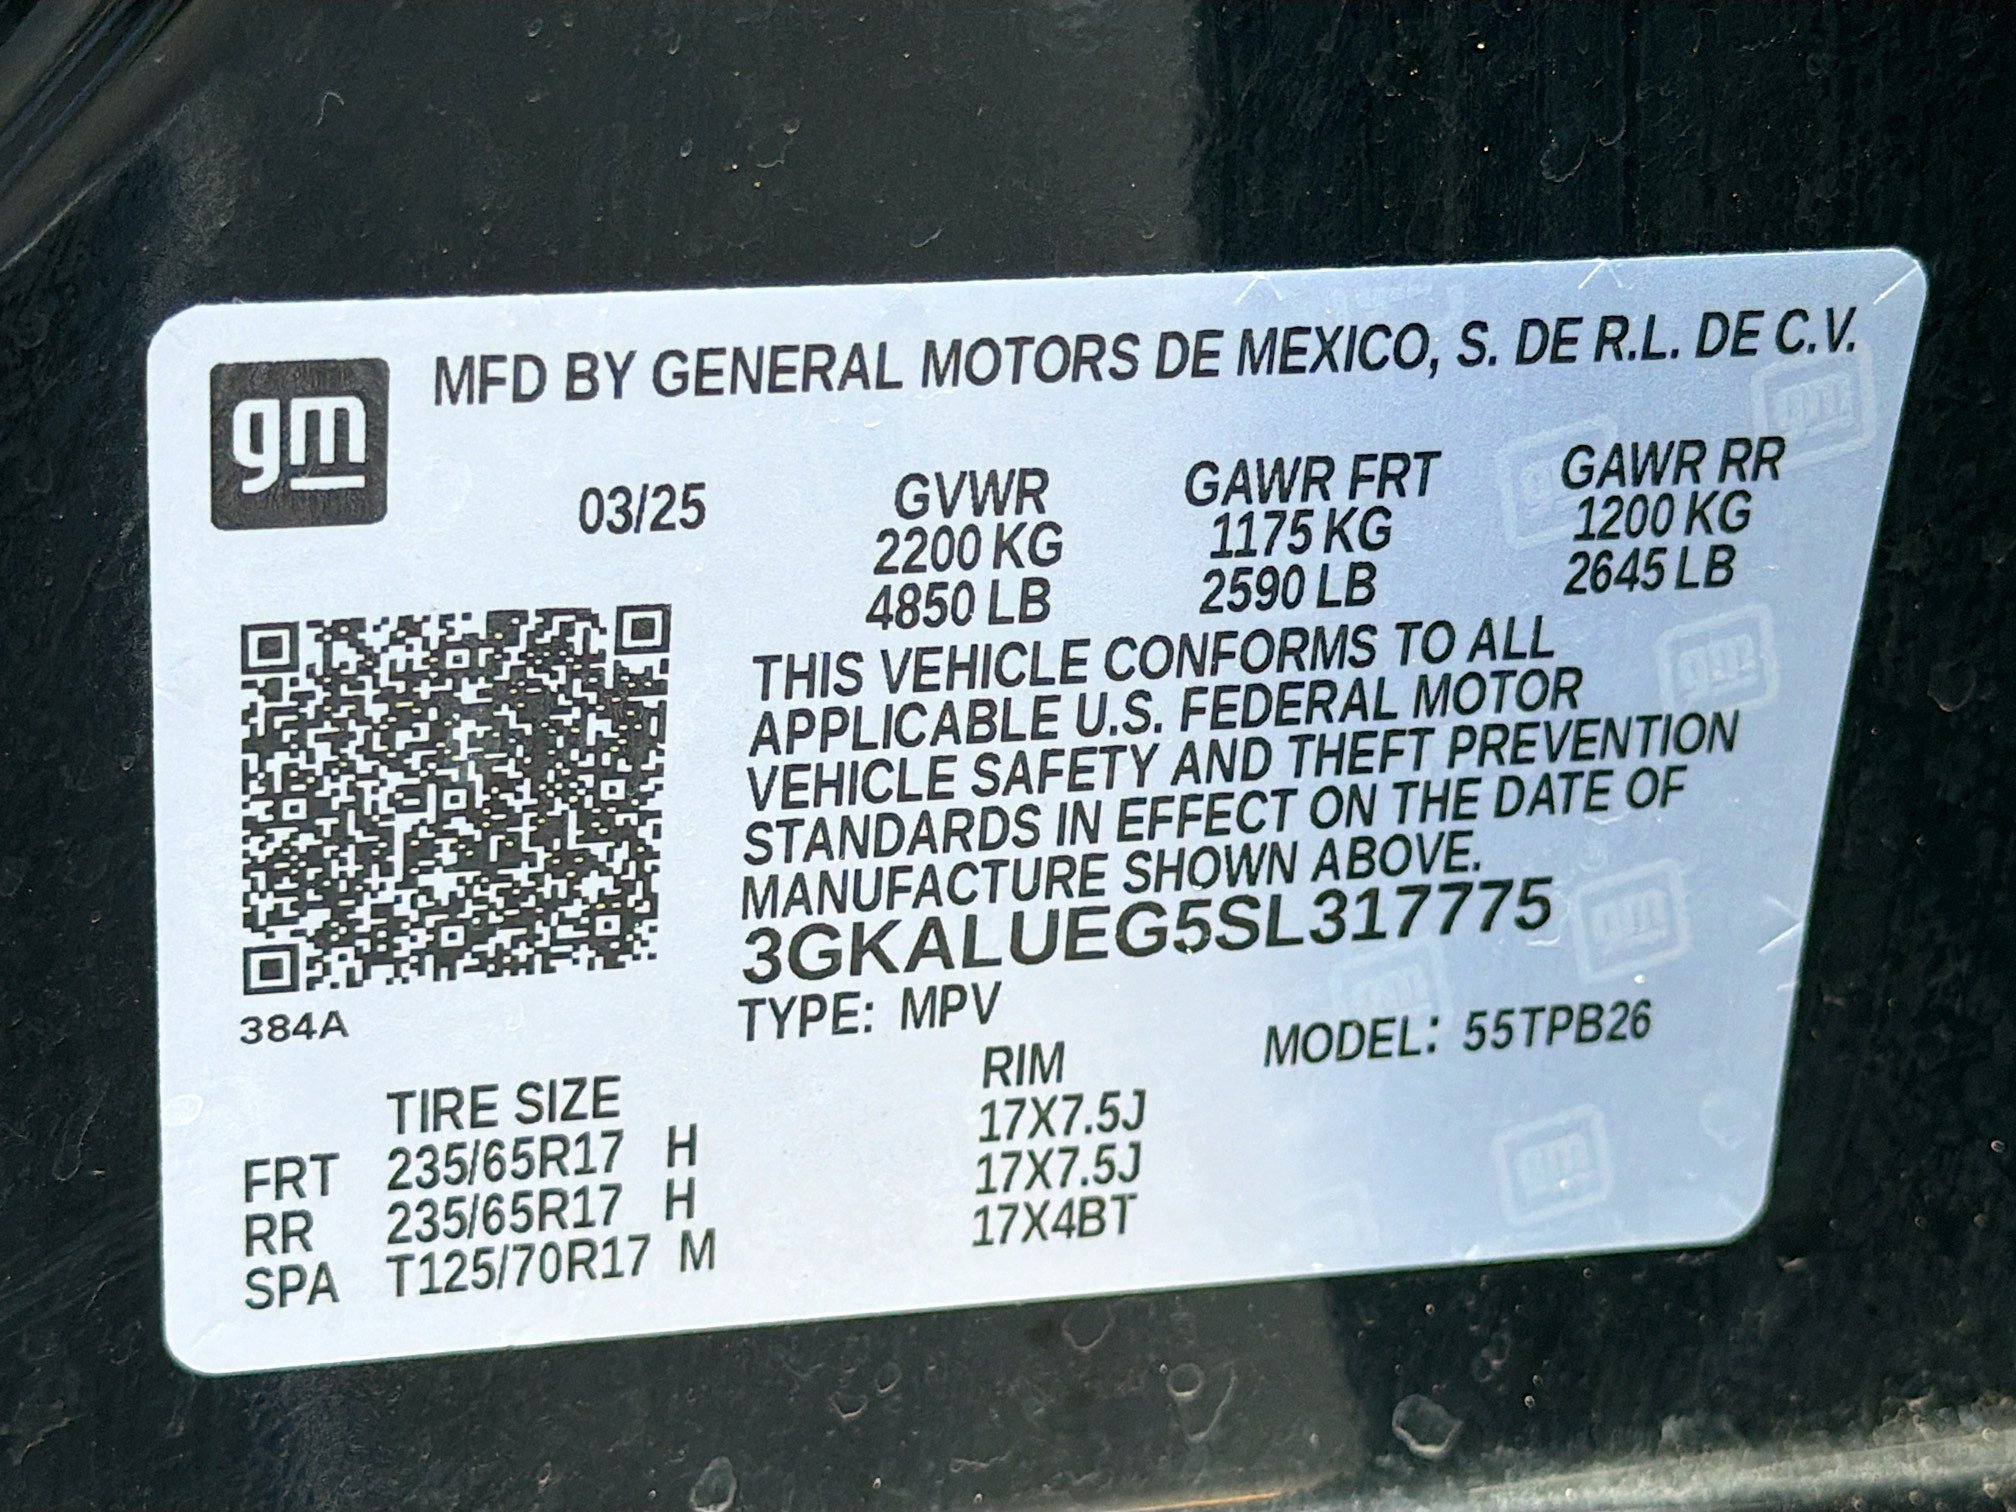 gm
MFD BY GENERAL MOTORS DE MEXICO, S. DE R.L. DE C.V.
03/25 GVWR GAWR FRT GAWR RR
2200 KG 1175 KG 1200 KG
4850 LB 2590 LB 2645 LB
THIS VEHICLE CONFORMS TO ALL
APPLICABLE U.S. FEDERAL MOTOR
VEHICLE SAFETY AND THEFT PREVENTION
STANDARDS IN EFFECT ON THE DATE OF
MANUFACTURE SHOWN ABOVE.
3GKALUEG5SL317775
384A
TYPE: MPV MODEL: 55TPB26
TIRE SIZE RIM
FRT 235/65R17 H 17X7.5J
RR 235/65R17 H 17X7.5J
SPA T125/70R17 M 17X4BT